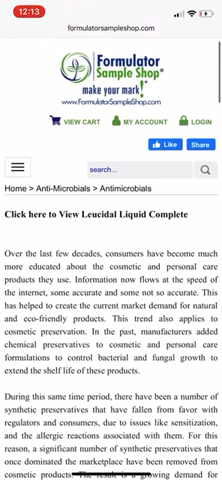 12:13
formulatorsampleshop.com
Formulator
Sample Shop
make your mark!
www.FormulatorSampleShop.com
VIEW CART MY ACCOUNT LOGIN
Like Share
search...
Home > Anti-Microbials > Antimicrobials
Click here to View Leucidal Liquid Complete
Over the last few decades, consumers have become much
more educated about the cosmetic and personal care
products they use. Information now flows at the speed of
the internet, some accurate and some not so accurate. This
has helped to create the current market demand for natural
and eco-friendly products. This trend also applies to
cosmetic preservation. In the past, manufacturers added
chemical preservatives to cosmetic and personal care
formulations to control bacterial and fungal growth to
extend the shelf life of these products.
During this same time period, there have been a number of
synthetic preservatives that have fallen from favor with
regulators and consumers, due to issues like sensitization,
and the allergic reactions associated with them. For this
reason, a significant number of synthetic preservatives that
once dominated the marketplace have been removed from
cosmetic products. The result is a growing demand for